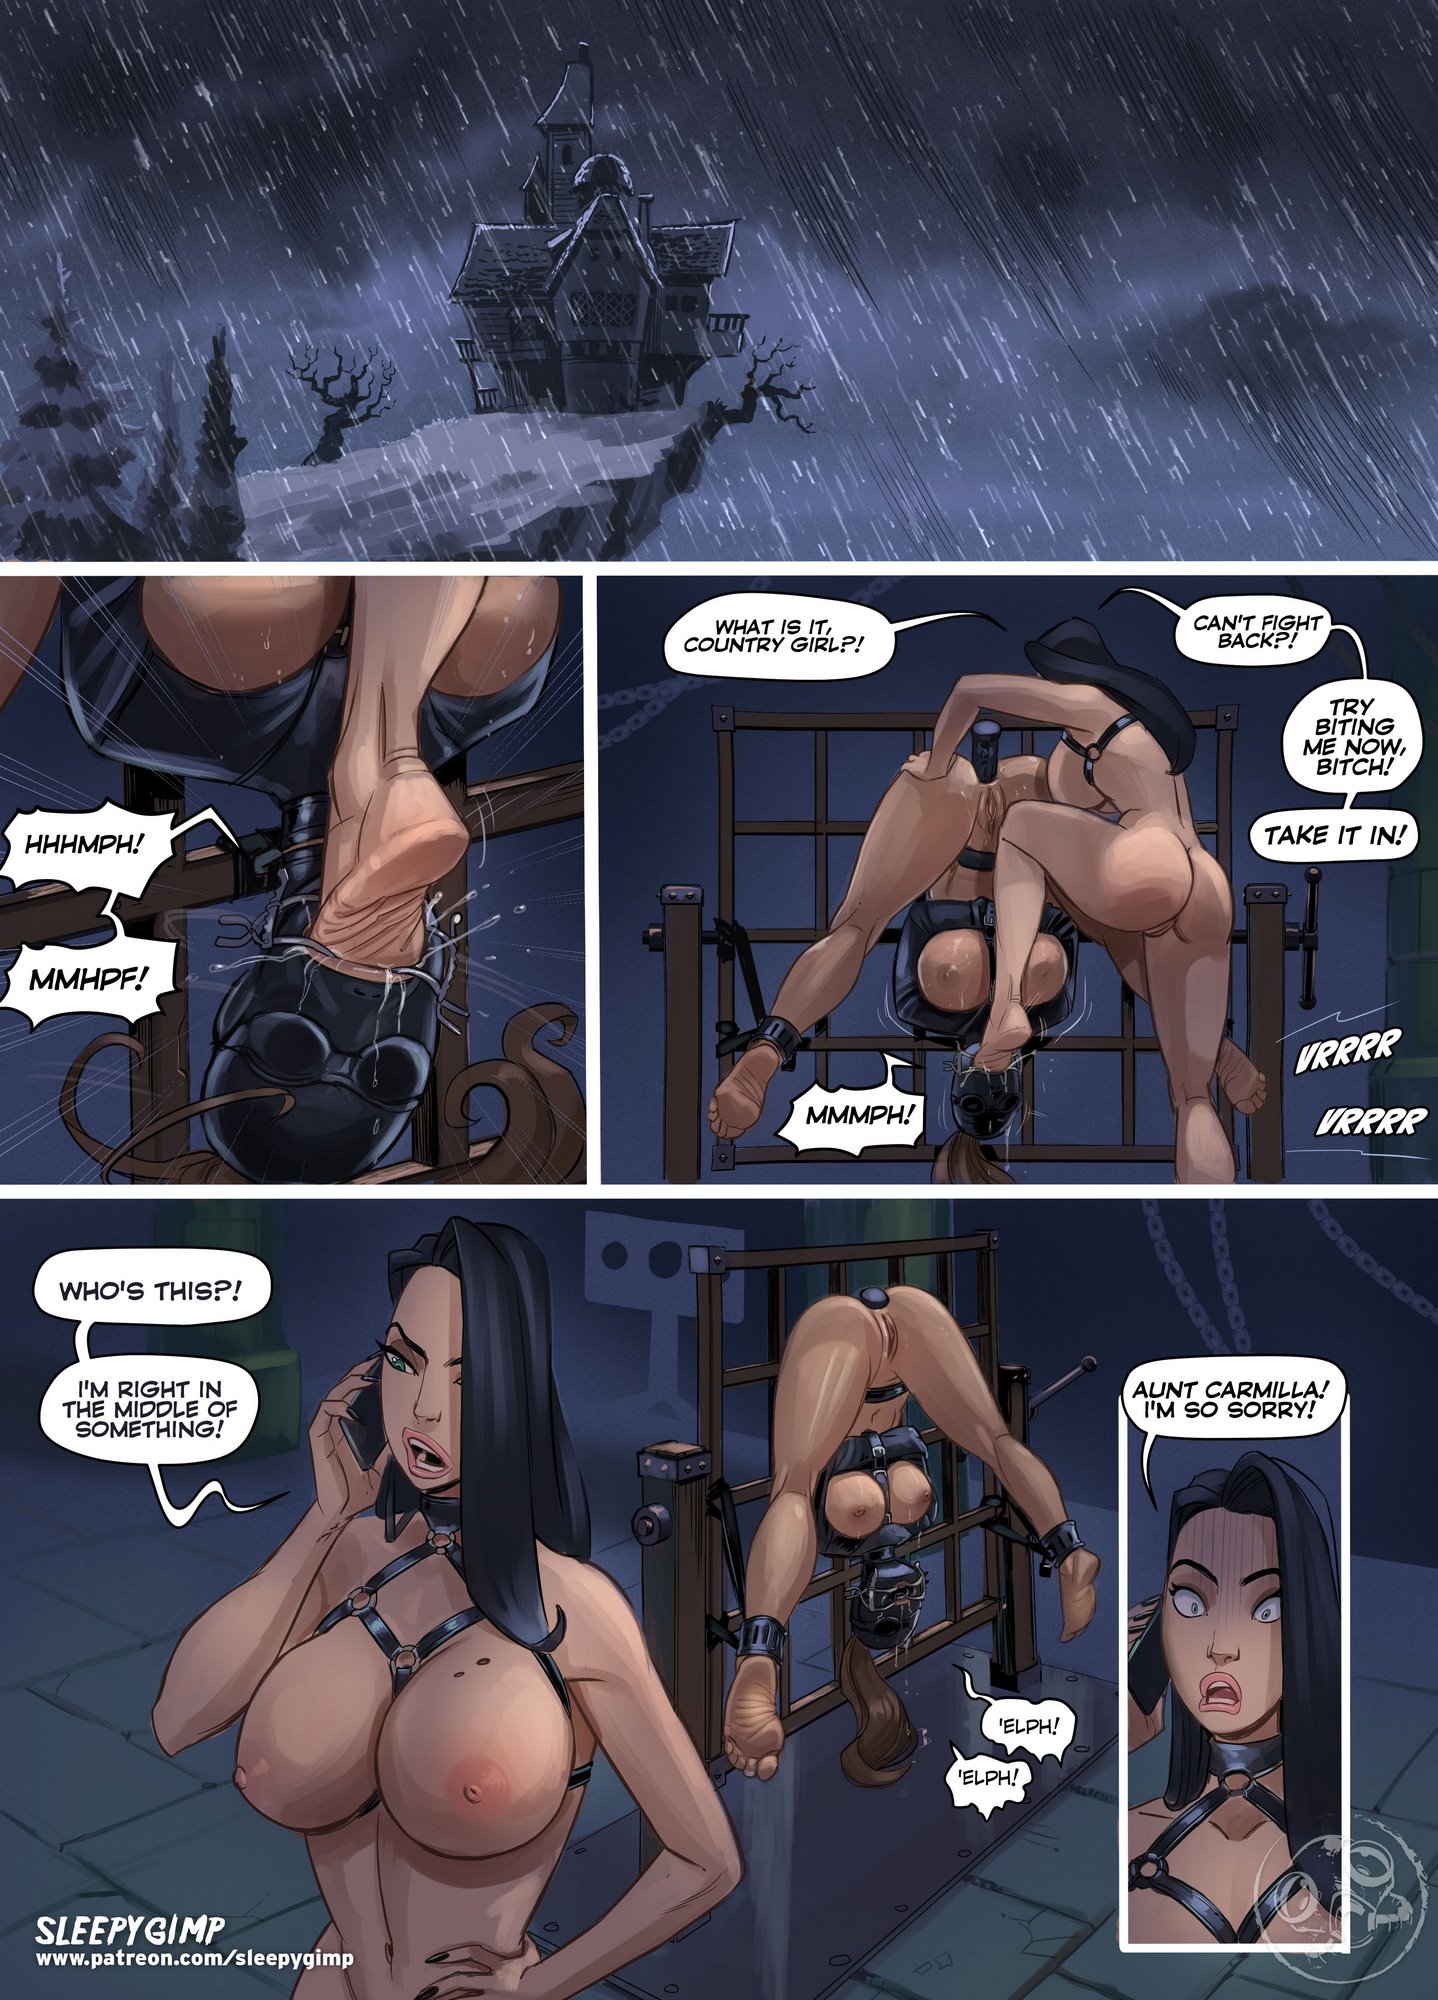 HHHMPH!
MMHPF!
WHAT IS IT,
COUNTRY GIRL?!
CAN'T FIGHT
BACK?!
TRY
BITING
ME NOW,
BITCH!
TAKE IT IN!
MMMPH!
VRRRR
VRRRR
WHO'S THIS?!
I'M RIGHT IN
THE MIDDLE OF
SOMETHING!
'ELPH!
'ELPH!
AUNT CARMILLA!
I'M SO SORRY!
SLEEPYGIMP
www.patreon.com/sleepygimp